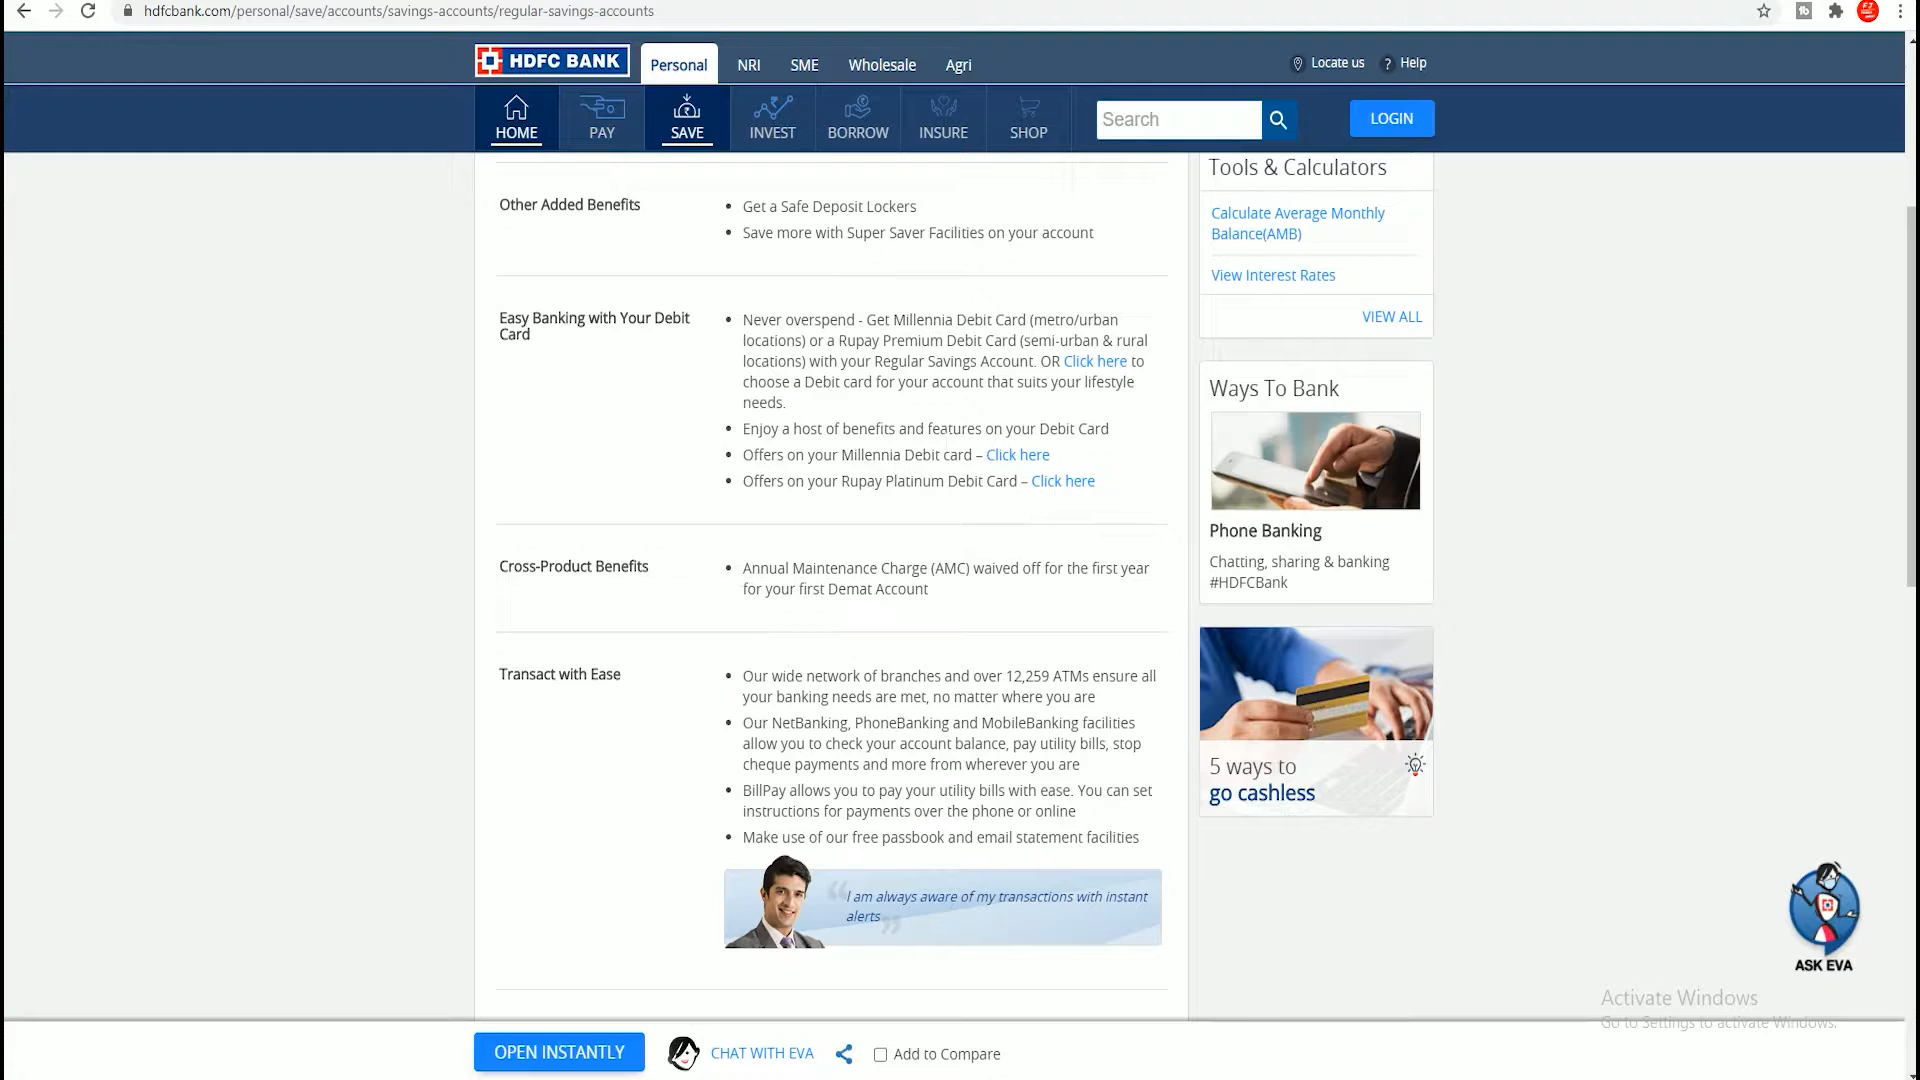 hdfcbank.com/personal/save/accounts/savings-accounts/regular-savings-accounts
HDFC BANK
Personal
NRI
SME
Wholesale
Agri
Locate us
? Help
HOME
PAY
SAVE
INVEST
BORROW
INSURE
SHOP
Search
LOGIN
Other Added Benefits
• Get a Safe Deposit Lockers
• Save more with Super Saver Facilities on your account
Easy Banking with Your Debit
Card
• Never overspend - Get Millennia Debit Card (metro/urban
locations) or a Rupay Premium Debit Card (semi-urban & rural
locations) with your Regular Savings Account. OR Click here to
choose a Debit card for your account that suits your lifestyle
needs.
• Enjoy a host of benefits and features on your Debit Card
• Offers on your Millennia Debit card – Click here
• Offers on your Rupay Platinum Debit Card – Click here
Cross-Product Benefits
• Annual Maintenance Charge (AMC) waived off for the first year
for your first Demat Account
Transact with Ease
• Our wide network of branches and over 12,259 ATMs ensure all
your banking needs are met, no matter where you are
• Our NetBanking, PhoneBanking and MobileBanking facilities
allow you to check your account balance, pay utility bills, stop
cheque payments and more from wherever you are
• BillPay allows you to pay your utility bills with ease. You can set
instructions for payments over the phone or online
• Make use of our free passbook and email statement facilities
“ I am always aware of my transactions with instant
alerts ”
Tools & Calculators
Calculate Average Monthly
Balance(AMB)
View Interest Rates
VIEW ALL
Ways To Bank
Phone Banking
Chatting, sharing & banking
#HDFCBank
5 ways to
go cashless
ASK EVA
Activate Windows
Go to Settings to activate Windows.
OPEN INSTANTLY
CHAT WITH EVA
Add to Compare